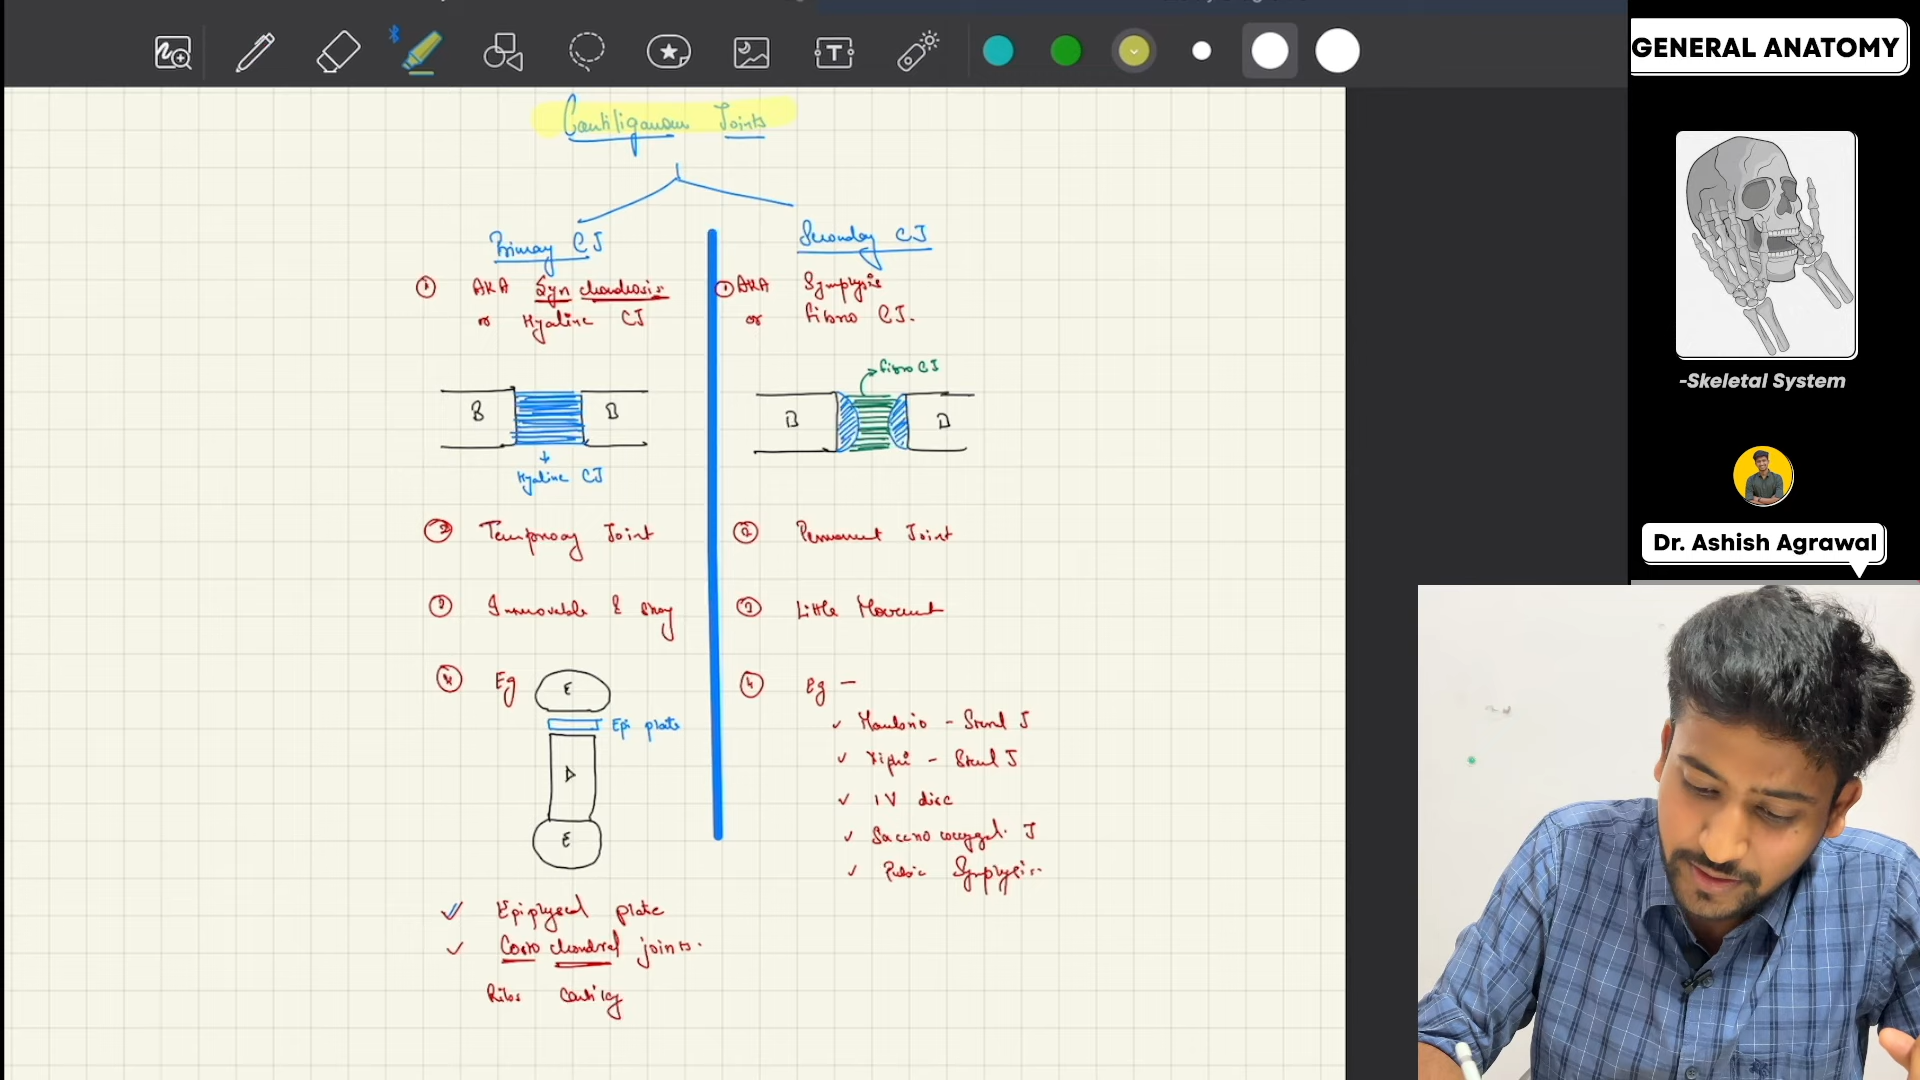 GENERAL ANATOMY
-Skeletal System
Dr. Ashish Agrawal
Cartilagenous Joints
Primary CJ
① AKA Syn chondrosis
or Hyaline CJ
B B
Hyaline CJ
② Temporary Joint
③ Immovable & strong
④ Eg
E
Epi plate
D
E
✓ Epiphyseal plate
✓ Costo chondral joints.
Ribs Cartilage
Secondary CJ
① AKA Symphysis
or fibro CJ.
fibro CJ
B B
② Permanent Joint
③ Little Movement
④ Eg —
✓ Manubrio - Sternal J
✓ Xiphi - Sternal J
✓ IV disc
✓ Sacro coccygeal J
✓ Pubic Symphysis.